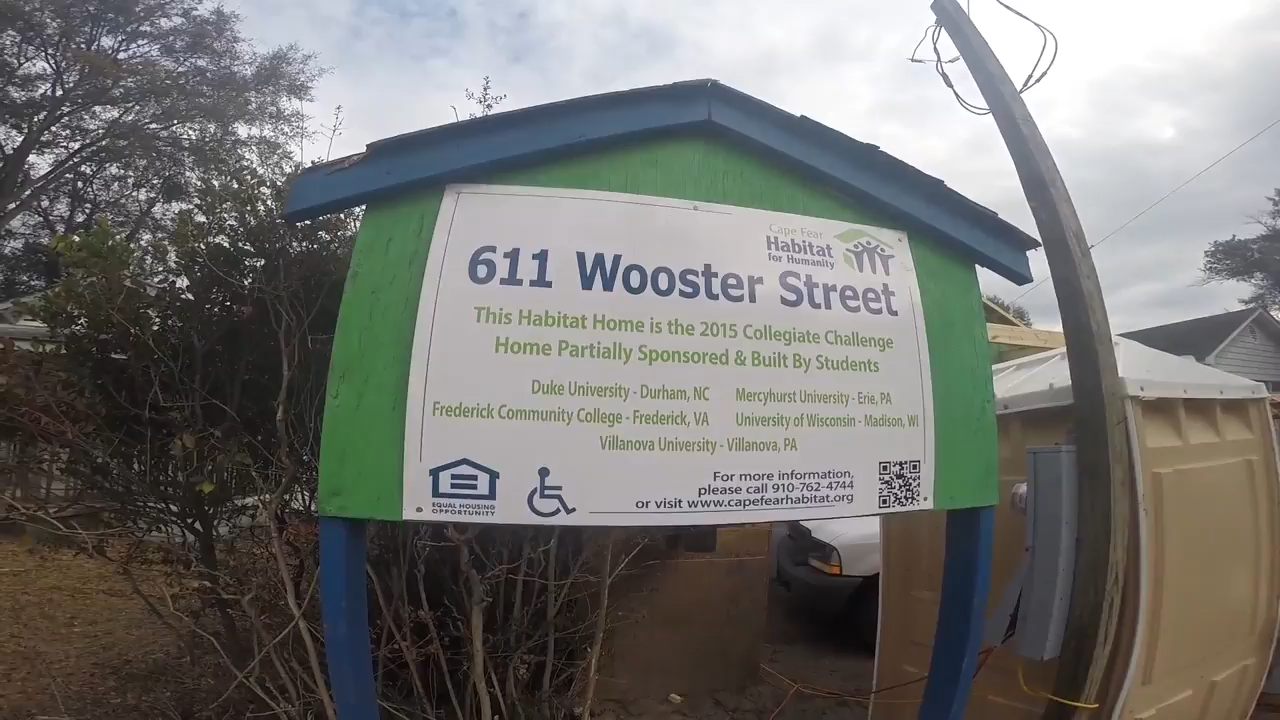 Cape Fear
Habitat
for Humanity
611 Wooster Street
This Habitat Home is the 2015 Collegiate Challenge
Home Partially Sponsored & Built By Students
Duke University - Durham, NC
Mercyhurst University - Erie, PA
Frederick Community College - Frederick, VA
University of Wisconsin - Madison, WI
Villanova University - Villanova, PA
EQUAL HOUSING
OPPORTUNITY
For more information,
please call 910-762-4744
or visit www.capefearhabitat.org